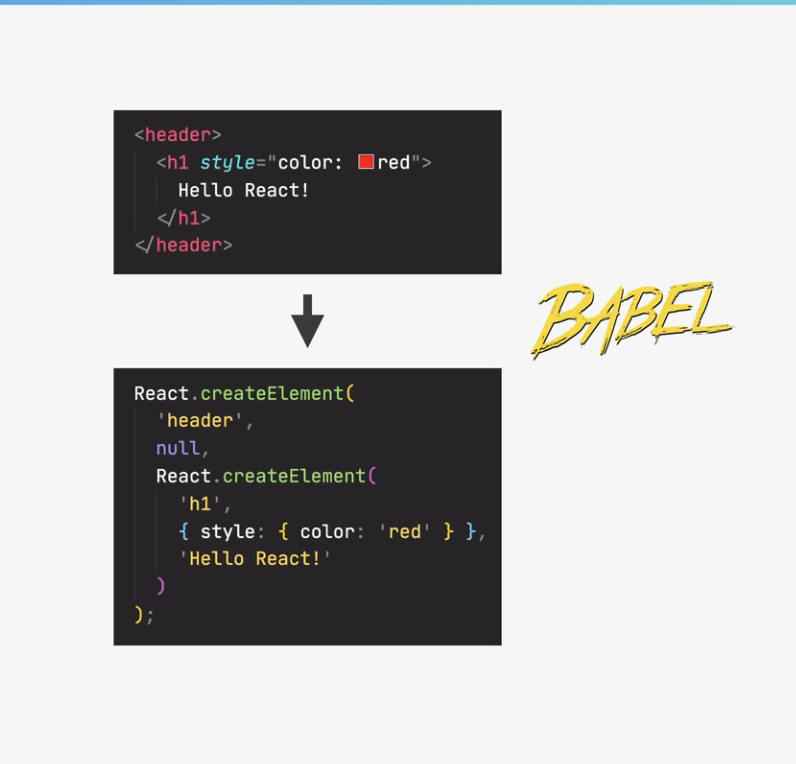 <header>
<h1 style="color: red">
Hello React!
</h1>
</header>
BABEL
React.createElement(
'header',
null,
React.createElement(
'h1',
{ style: { color: 'red' } },
'Hello React!'
)
);